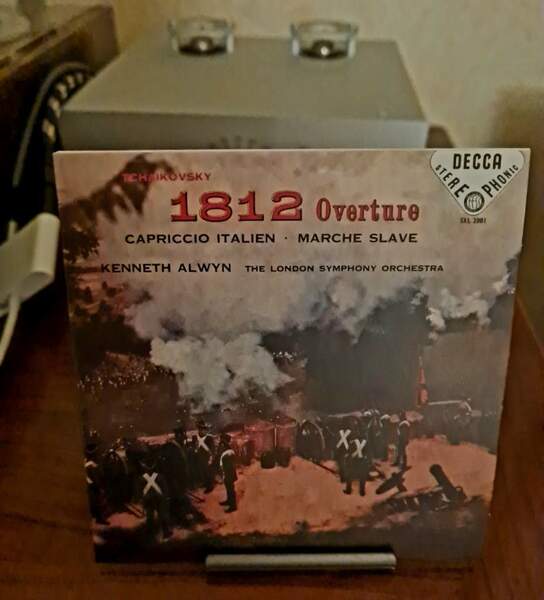 DECCA
STEREOPHONIC
SXL 2001
TCHAIKOVSKY
1812 Overture
CAPRICCIO ITALIEN · MARCHE SLAVE
KENNETH ALWYN THE LONDON SYMPHONY ORCHESTRA